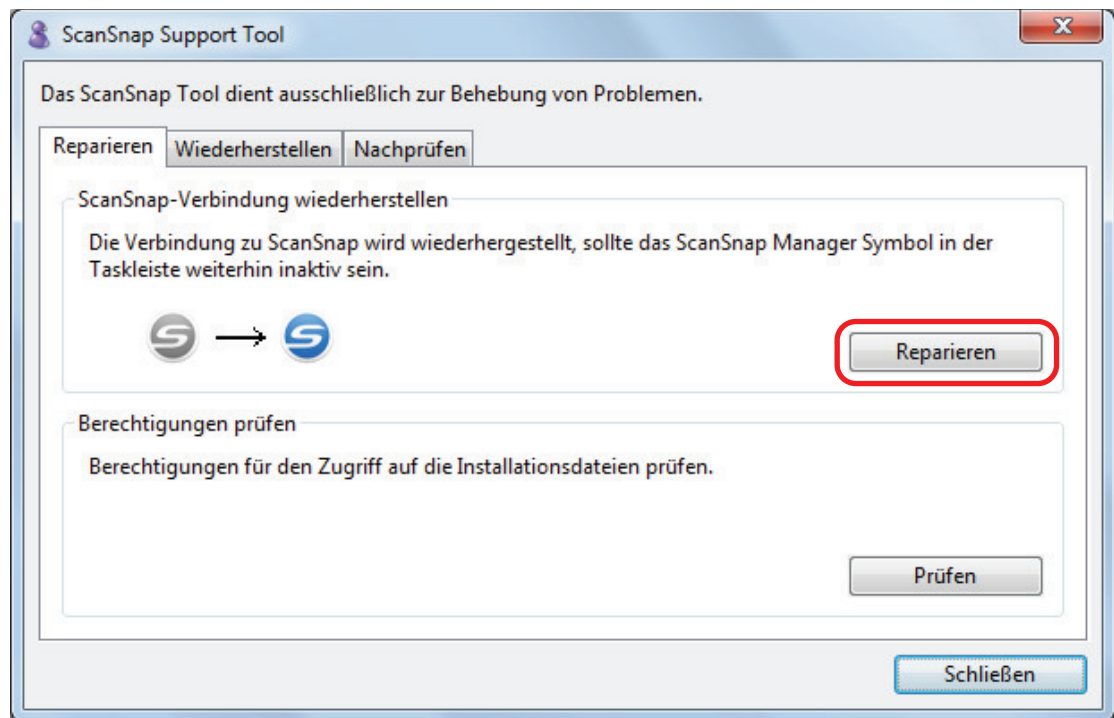 ScanSnap Support Tool
Das ScanSnap Tool dient ausschließlich zur Behebung von Problemen.
Reparieren Wiederherstellen Nachprüfen
ScanSnap-Verbindung wiederherstellen
Die Verbindung zu ScanSnap wird wiederhergestellt, sollte das ScanSnap Manager Symbol in der
Taskleiste weiterhin inaktiv sein.
Reparieren
Berechtigungen prüfen
Berechtigungen für den Zugriff auf die Installationsdateien prüfen.
Prüfen
Schließen